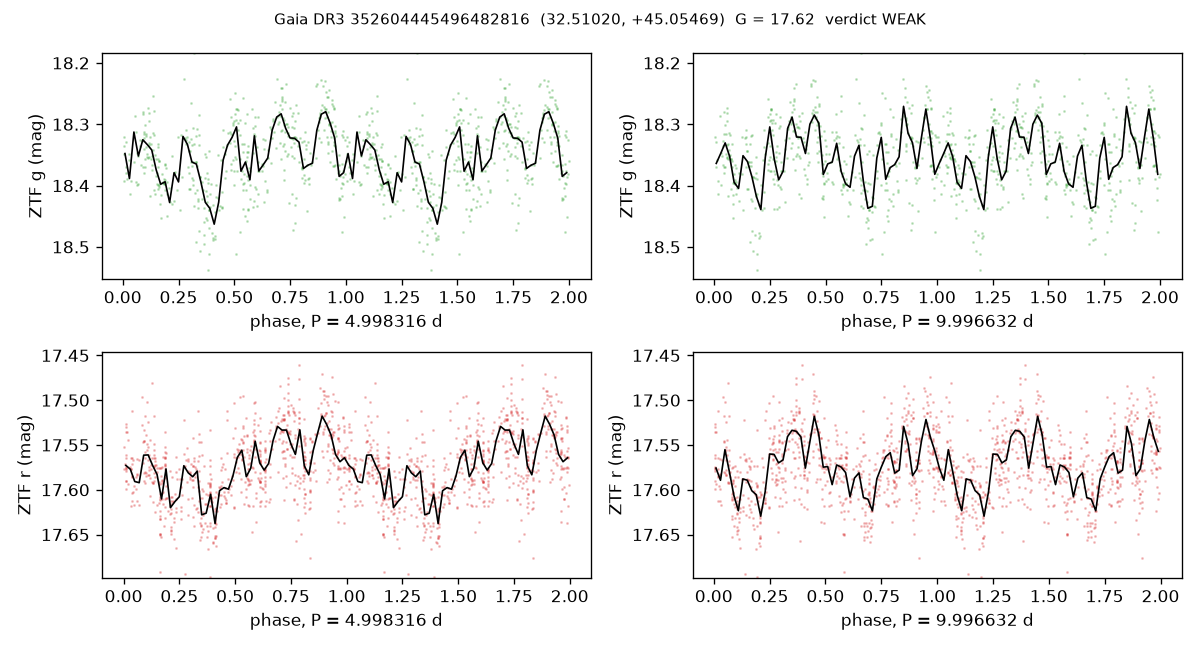 Gaia DR3 352604445496482816  (32.51020, +45.05469)  G = 17.62  verdict WEAK
ZTF g (mag)
18.2
18.3
18.4
18.5
0.00 0.25 0.50 0.75 1.00 1.25 1.50 1.75 2.00
phase, P = 4.998316 d
ZTF g (mag)
18.2
18.3
18.4
18.5
0.00 0.25 0.50 0.75 1.00 1.25 1.50 1.75 2.00
phase, P = 9.996632 d
ZTF r (mag)
17.45
17.50
17.55
17.60
17.65
0.00 0.25 0.50 0.75 1.00 1.25 1.50 1.75 2.00
phase, P = 4.998316 d
ZTF r (mag)
17.45
17.50
17.55
17.60
17.65
0.00 0.25 0.50 0.75 1.00 1.25 1.50 1.75 2.00
phase, P = 9.996632 d